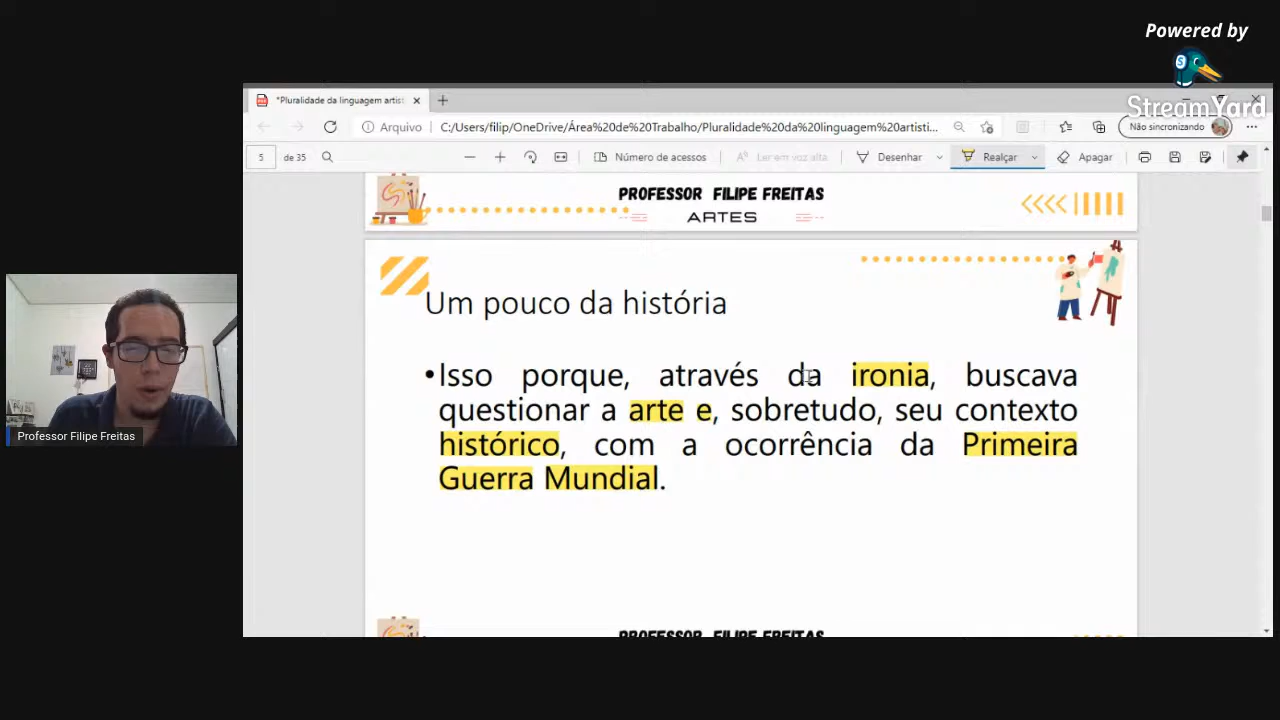 Powered by
StreamYard
*Pluralidade da linguagem artist
Arquivo
C:/Users/filip/OneDrive/Área%20de%20Trabalho/Pluralidade%20da%20linguagem%20artisti...
Não sincronizando
5 de 35
Número de acessos
Ler em voz alta
Desenhar
Realçar
Apagar
PROFESSOR FILIPE FREITAS
ARTES
Um pouco da história
•Isso porque, através da ironia, buscava
questionar a arte e, sobretudo, seu contexto
histórico, com a ocorrência da Primeira
Guerra Mundial.
PROFESSOR FILIPE FREITAS
Professor Filipe Freitas